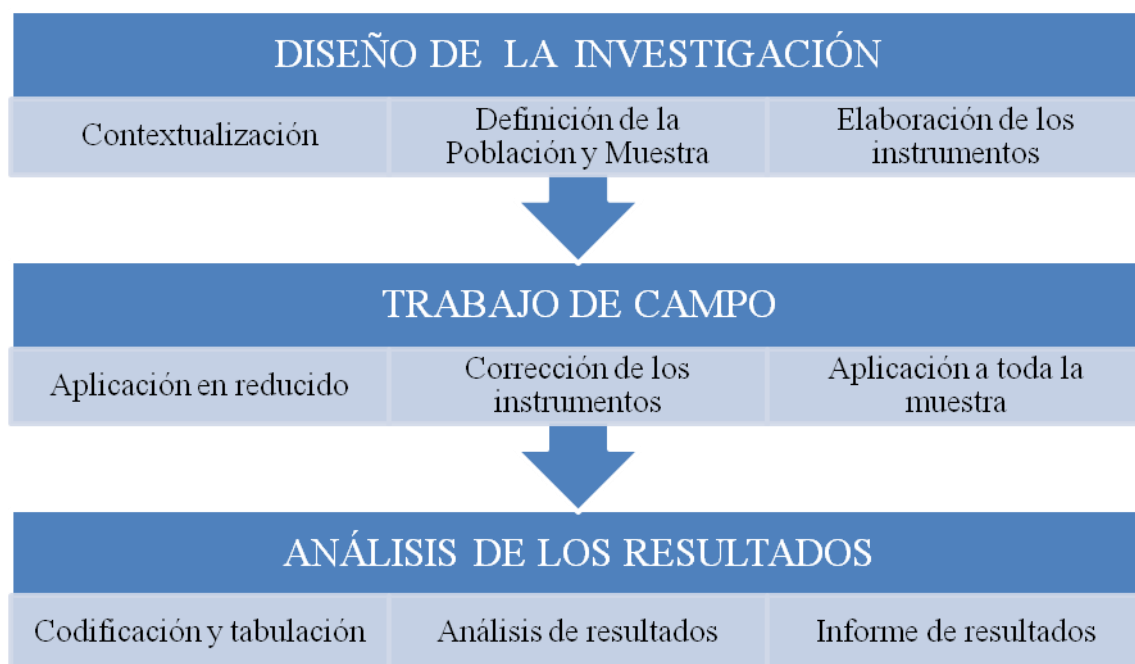 DISEÑO DE LA INVESTIGACIÓN
Contextualización
Definición de la
Población y Muestra
Elaboración de los
instrumentos
TRABAJO DE CAMPO
Aplicación en reducido
Corrección de los
instrumentos
Aplicación a toda la
muestra
ANÁLISIS DE LOS RESULTADOS
Codificación y tabulación
Análisis de resultados
Informe de resultados